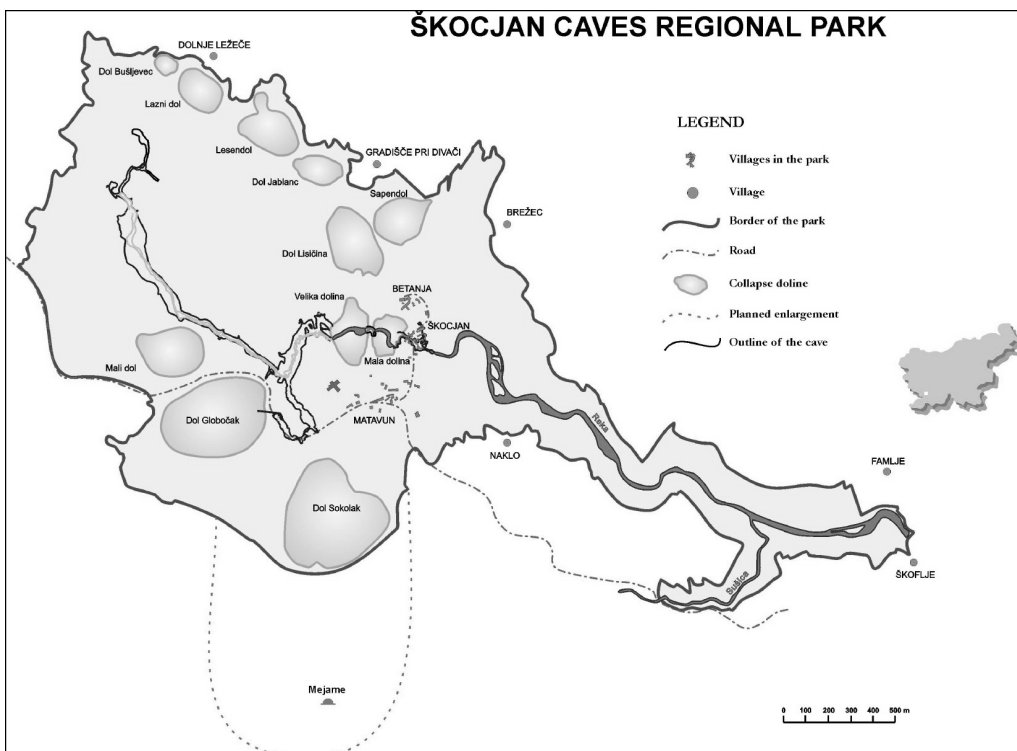 ŠKOCJAN CAVES REGIONAL PARK
DOLNJE LEŽEČE
Dol Bušljevec
Lazni dol
Lesendol
GRADIŠČE PRI DIVAČI
Dol Jablanc
Sapendol
BREŽEC
Dol Lisičina
BETANJA
Velika dolina
ŠKOCJAN
Mala dolina
Mali dol
MATAVUN
Dol Globočak
NAKLO
Reka
FAMLJE
Dol Sokolak
ŠKOFLJE
Sušica
Mejame
LEGEND
Villages in the park
Village
Border of the park
Road
Collapse doline
Planned enlargement
Outline of the cave
0 100 200 300 400 500 m